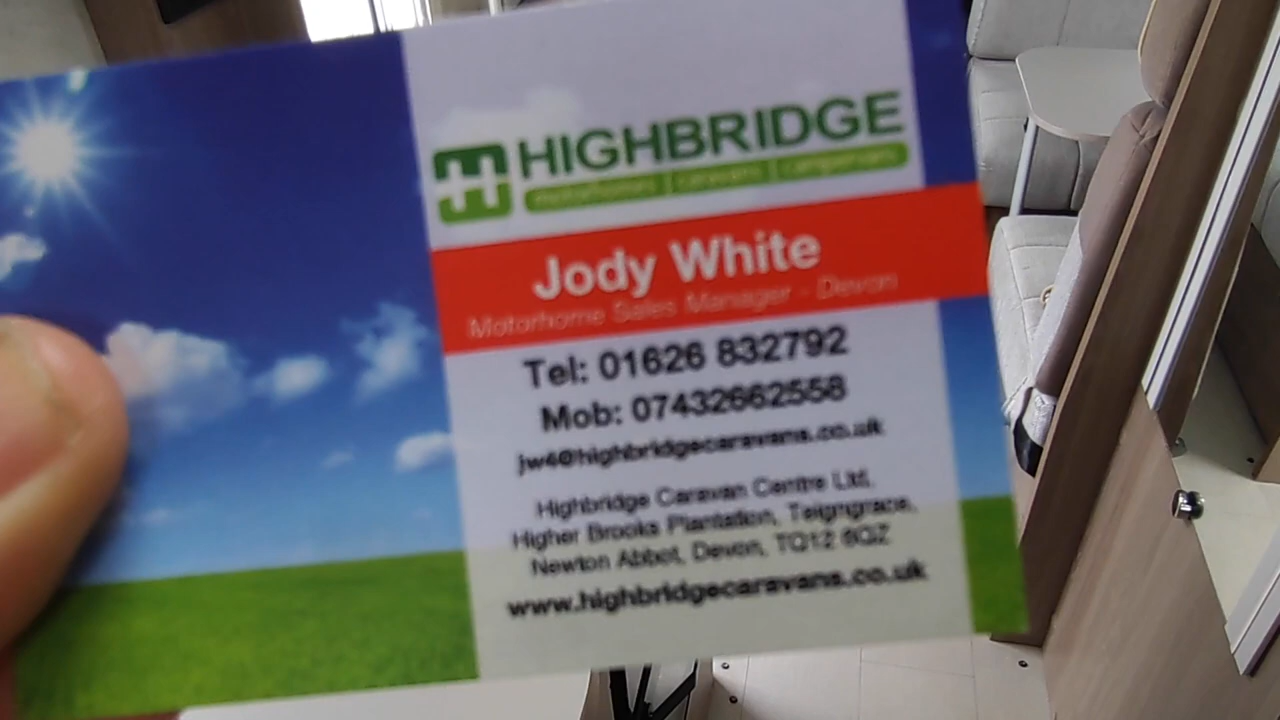 HIGHBRIDGE
motorhomes | caravans | campervans
Jody White
Motorhome Sales Manager - Devon
Tel: 01626 832792
Mob: 07432662558
jw4@highbridgecaravans.co.uk
Highbridge Caravan Centre Ltd,
Higher Brooks Plantation, Teigngrace,
Newton Abbot, Devon, TQ12 6QZ
www.highbridgecaravans.co.uk